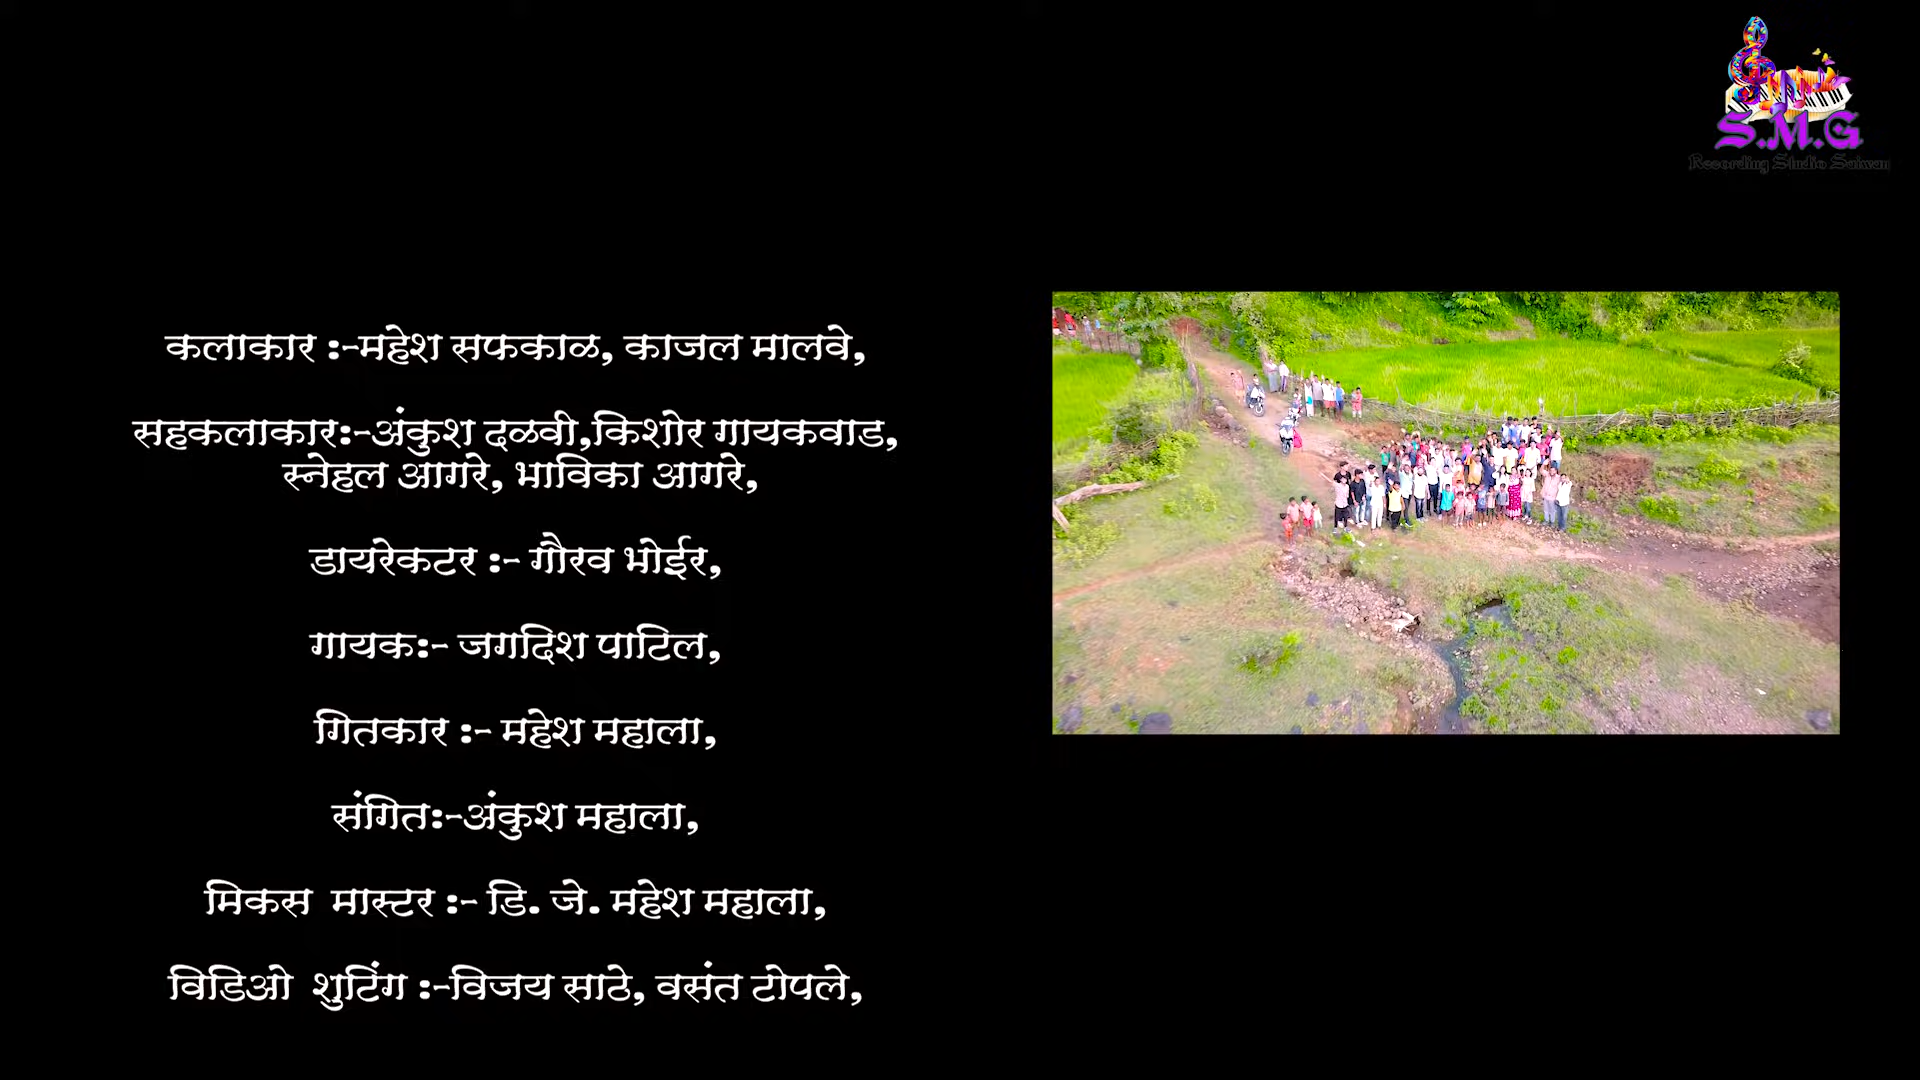 S.M.G
Recording Studio Saiwan
कलाकार :-महेश सफकाळ, काजल मालवे,
सहकलाकार:-अंकुश दळवी,किशोर गायकवाड,
स्नेहल आगरे, भाविका आगरे,
डायरेकटर :- गौरव भोईर,
गायक:- जगदिश पाटिल,
गितकार :- महेश महाला,
संगित:-अंकुश महाला,
मिकस मास्टर :- डि. जे. महेश महाला,
विडिओ शुटिंग :-विजय साठे, वसंत टोपले,